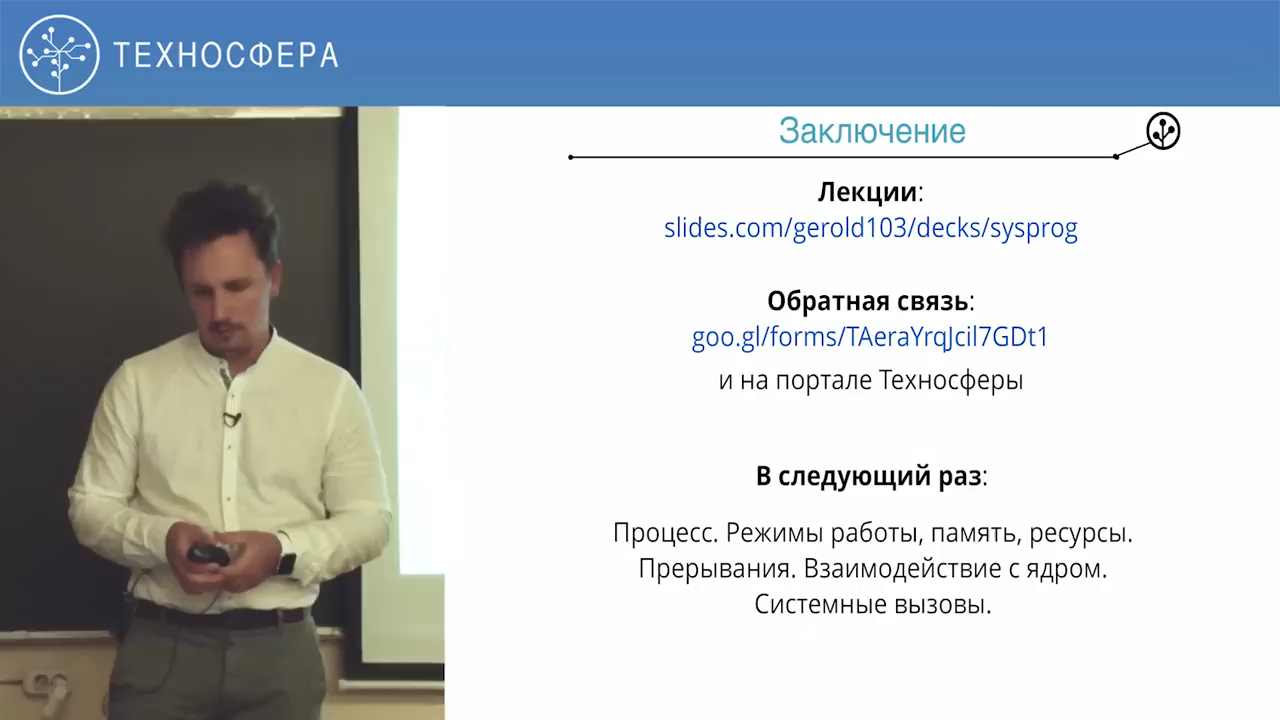 ТЕХНОСФЕРА
Заключение
Лекции:
slides.com/gerold103/decks/sysprog
Обратная связь:
goo.gl/forms/TAeraYrqJcil7GDt1
и на портале Техносферы
В следующий раз:
Процесс. Режимы работы, память, ресурсы.
Прерывания. Взаимодействие с ядром.
Системные вызовы.